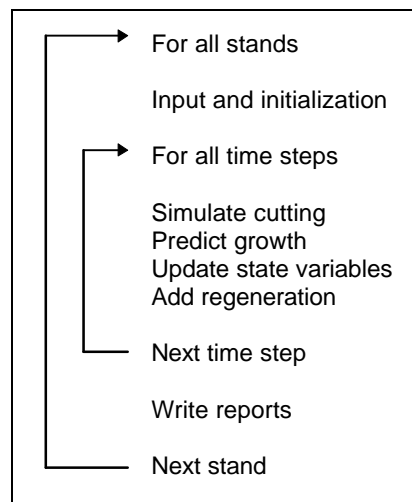 For all stands
Input and initialization
For all time steps
Simulate cutting
Predict growth
Update state variables
Add regeneration
Next time step
Write reports
Next stand